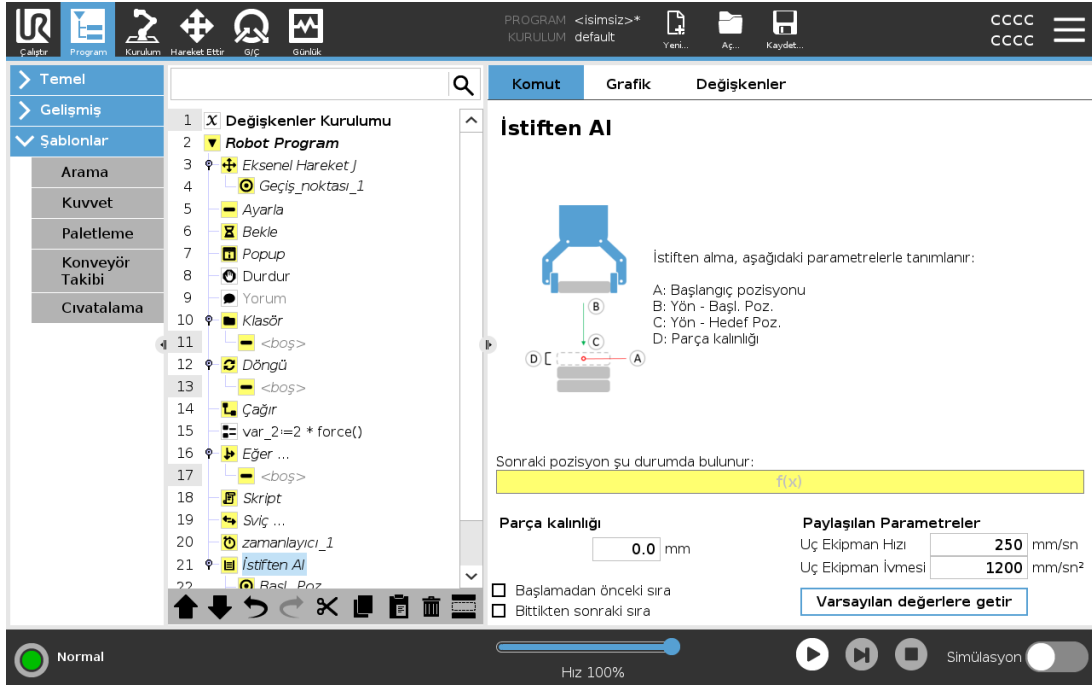 UR
Çalıştır
Program
Kurulum
Hareket Ettir
G/Ç
Günlük
PROGRAM <isimsiz>*
KURULUM default
Yeni...
Aç...
Kaydet...
CCCC
CCCC
Temel
Gelişmiş
Şablonlar
Arama
Kuvvet
Paletleme
Konveyör
Takibi
Cıvatalama
1 X Değişkenler Kurulumu
2 Robot Program
3 Eksenel Hareket J
4 Geçiş_noktası_1
5 Ayarla
6 Bekle
7 Popup
8 Durdur
9 Yorum
10 Klasör
11 <boş>
12 Döngü
13 <boş>
14 Çağır
15 var_2≔2 * force()
16 Eğer ...
17 <boş>
18 Skript
19 Sviç ...
20 zamanlayıcı_1
21 İstiften Al
22 Başl. Poz.
Komut
Grafik
Değişkenler
İstiften Al
B
C
D
A
İstiften alma, aşağıdaki parametrelerle tanımlanır:
A: Başlangıç pozisyonu
B: Yön - Başl. Poz.
C: Yön - Hedef Poz.
D: Parça kalınlığı
Sonraki pozisyon şu durumda bulunur:
f(x)
Parça kalınlığı
0.0 mm
Başlamadan önceki sıra
Bittikten sonraki sıra
Paylaşılan Parametreler
Uç Ekipman Hızı 250 mm/sn
Uç Ekipman İvmesi 1200 mm/sn²
Varsayılan değerlere getir
Normal
Hız 100%
Simülasyon